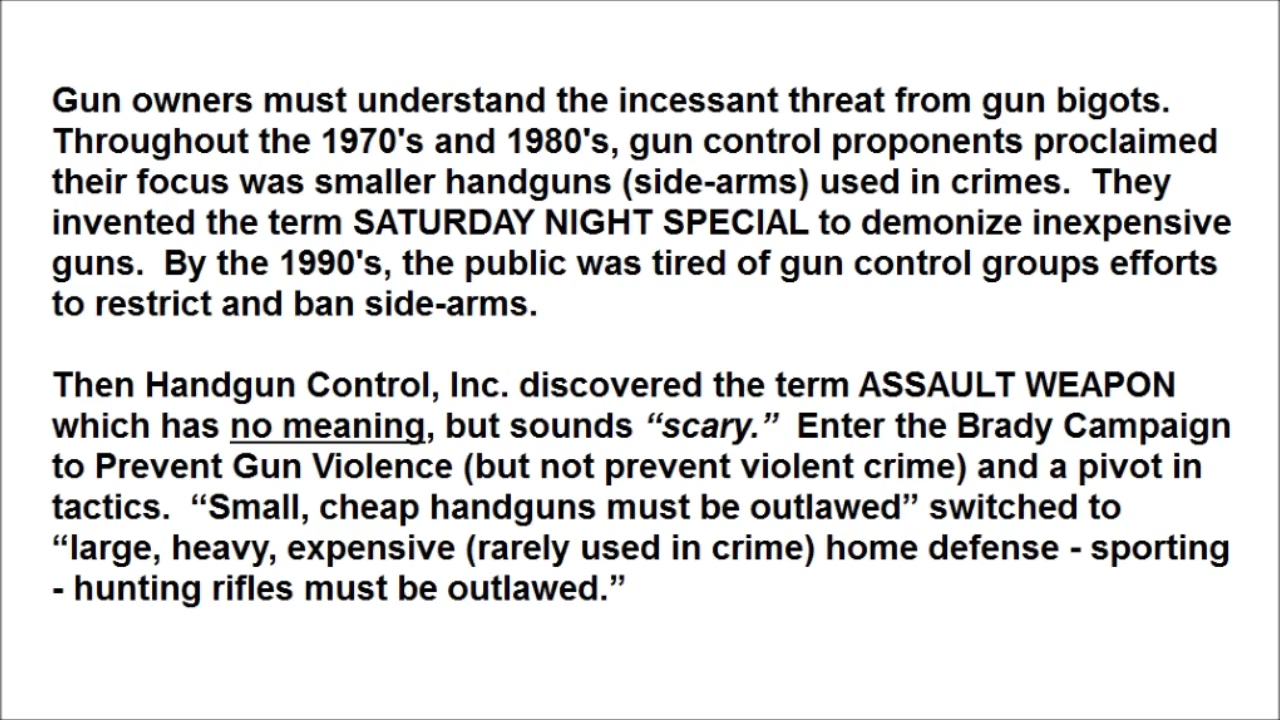 Gun owners must understand the incessant threat from gun bigots.
Throughout the 1970's and 1980's, gun control proponents proclaimed
their focus was smaller handguns (side-arms) used in crimes.  They
invented the term SATURDAY NIGHT SPECIAL to demonize inexpensive
guns.  By the 1990's, the public was tired of gun control groups efforts
to restrict and ban side-arms.
Then Handgun Control, Inc. discovered the term ASSAULT WEAPON
which has no meaning, but sounds “scary.”  Enter the Brady Campaign
to Prevent Gun Violence (but not prevent violent crime) and a pivot in
tactics.  “Small, cheap handguns must be outlawed” switched to
“large, heavy, expensive (rarely used in crime) home defense - sporting
- hunting rifles must be outlawed.”